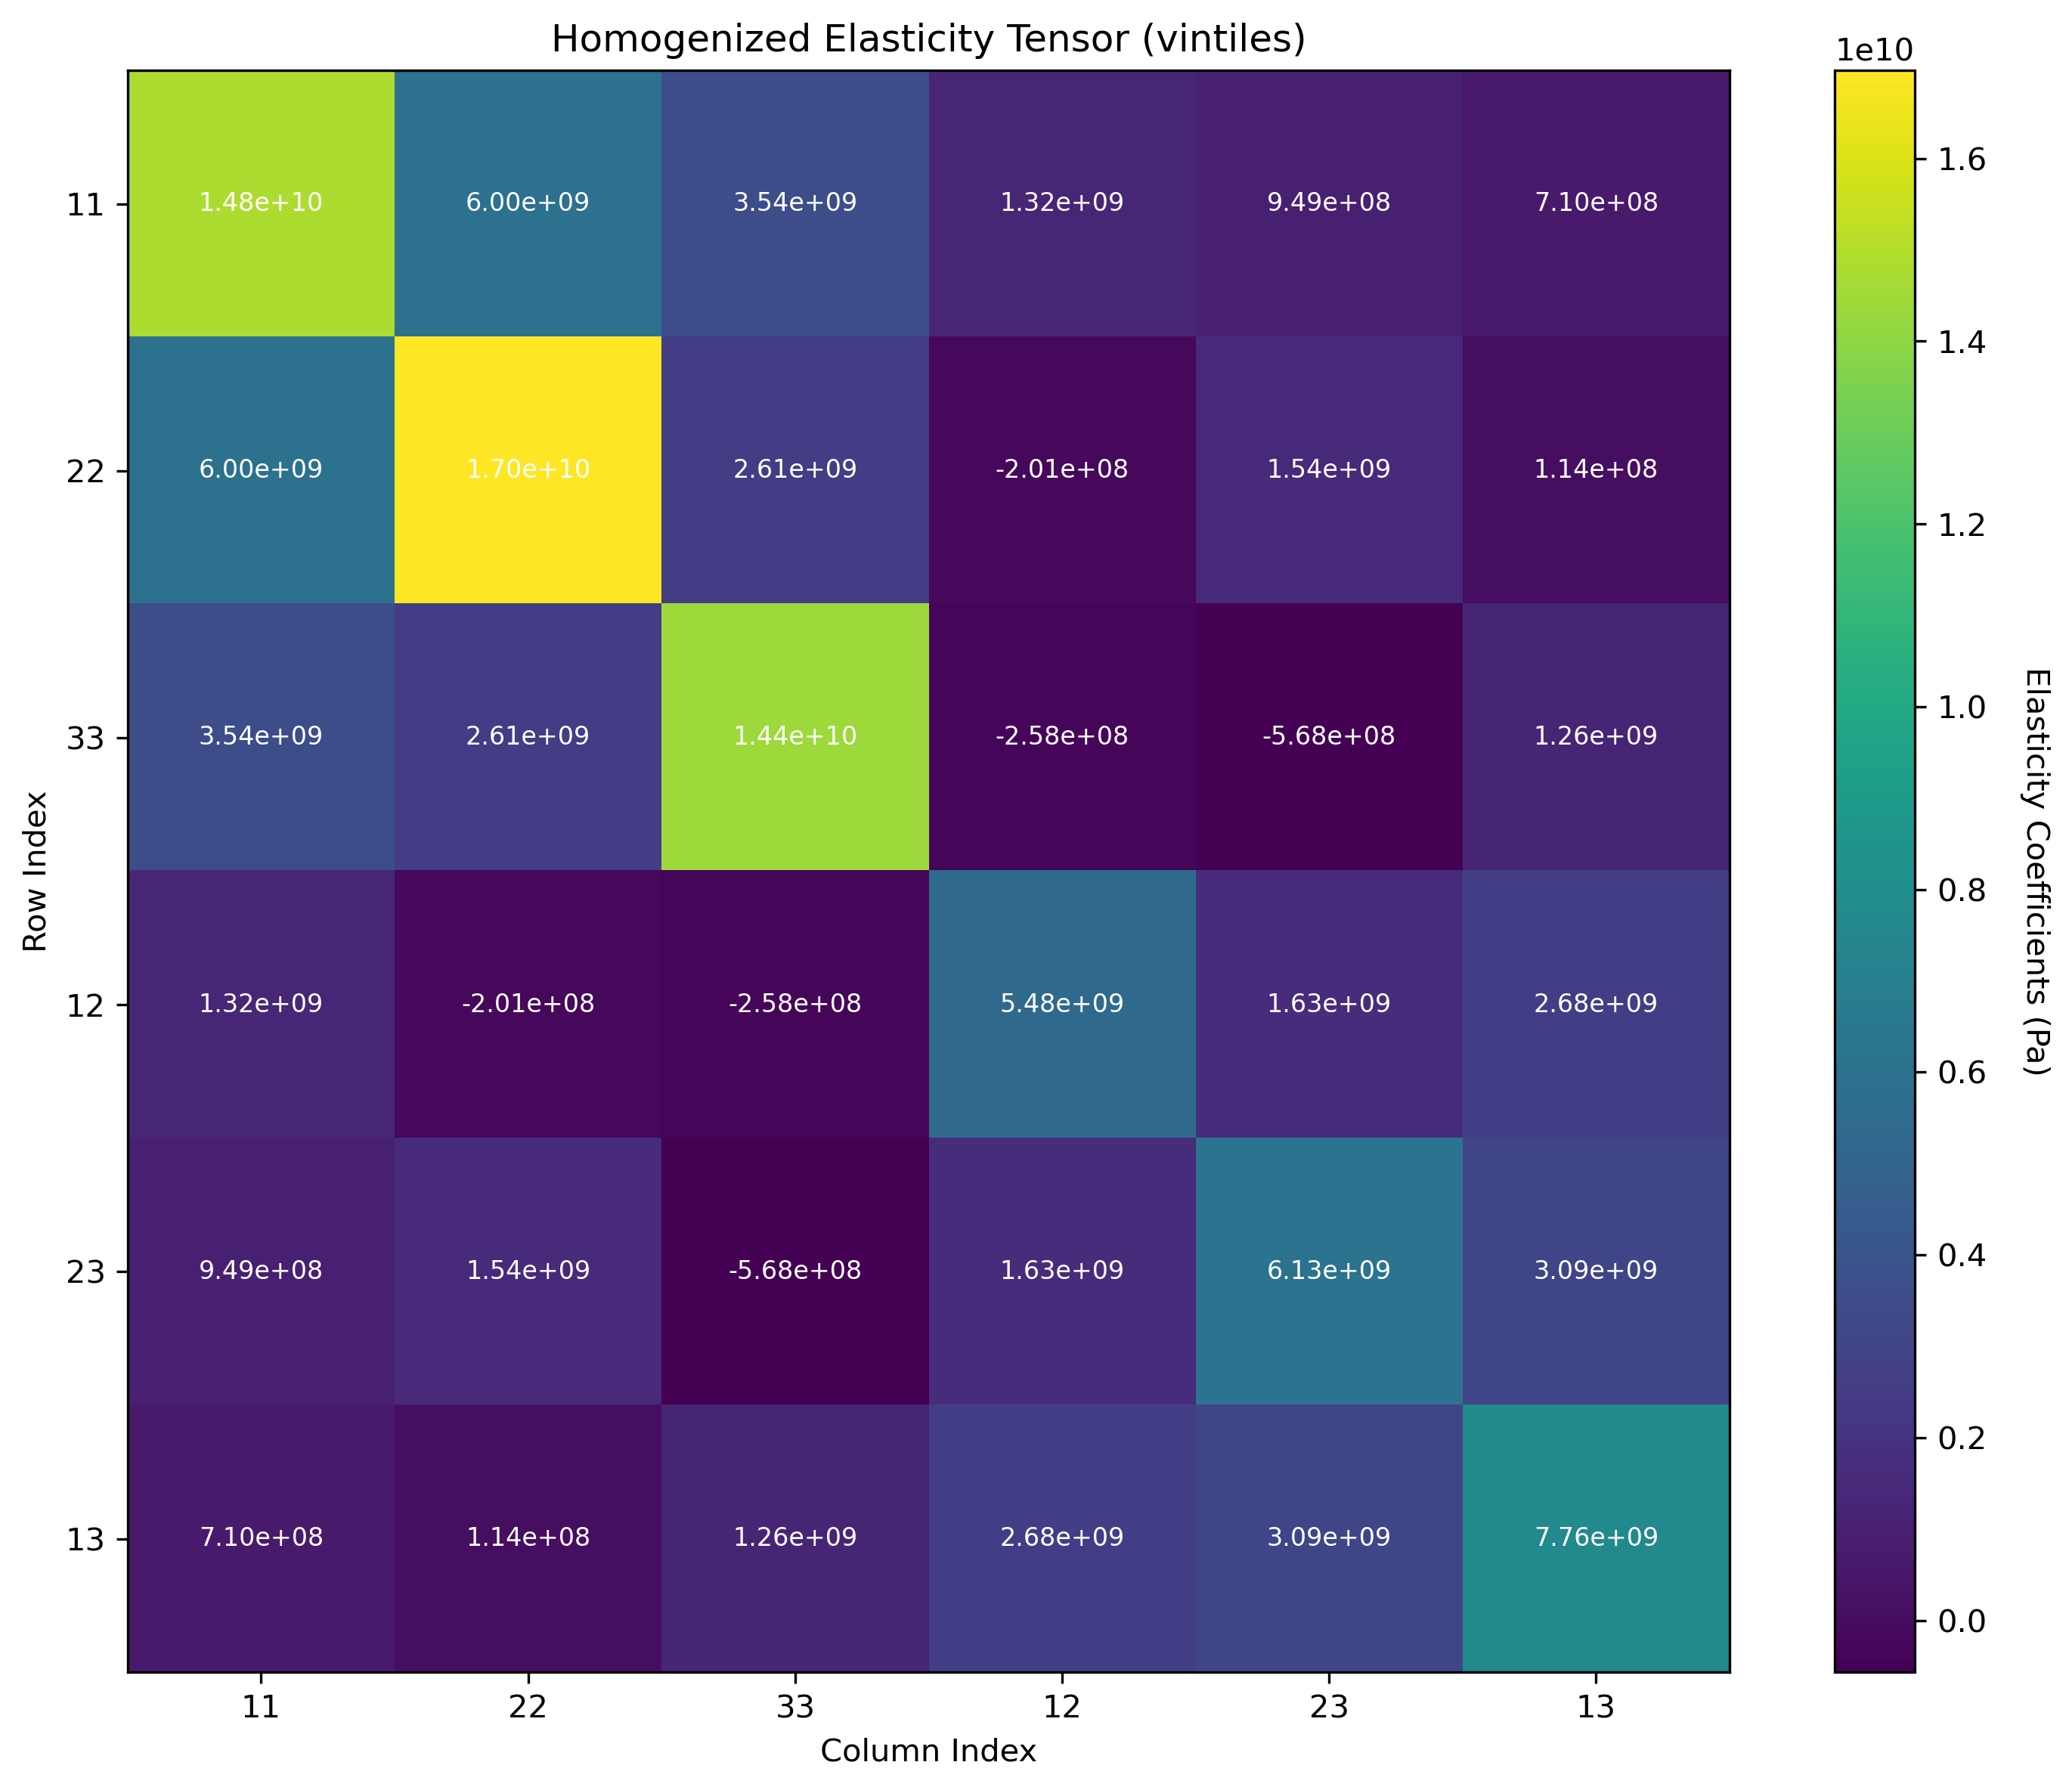 Homogenized Elasticity Tensor (vintiles)
1e10
11 1.48e+10 6.00e+09 3.54e+09 1.32e+09 9.49e+08 7.10e+08
22 6.00e+09 1.70e+10 2.61e+09 -2.01e+08 1.54e+09 1.14e+08
33 3.54e+09 2.61e+09 1.44e+10 -2.58e+08 -5.68e+08 1.26e+09
12 1.32e+09 -2.01e+08 -2.58e+08 5.48e+09 1.63e+09 2.68e+09
23 9.49e+08 1.54e+09 -5.68e+08 1.63e+09 6.13e+09 3.09e+09
13 7.10e+08 1.14e+08 1.26e+09 2.68e+09 3.09e+09 7.76e+09
11 22 33 12 23 13
Column Index
Row Index
1.6
1.4
1.2
1.0
0.8
0.6
0.4
0.2
0.0
Elasticity Coefficients (Pa)